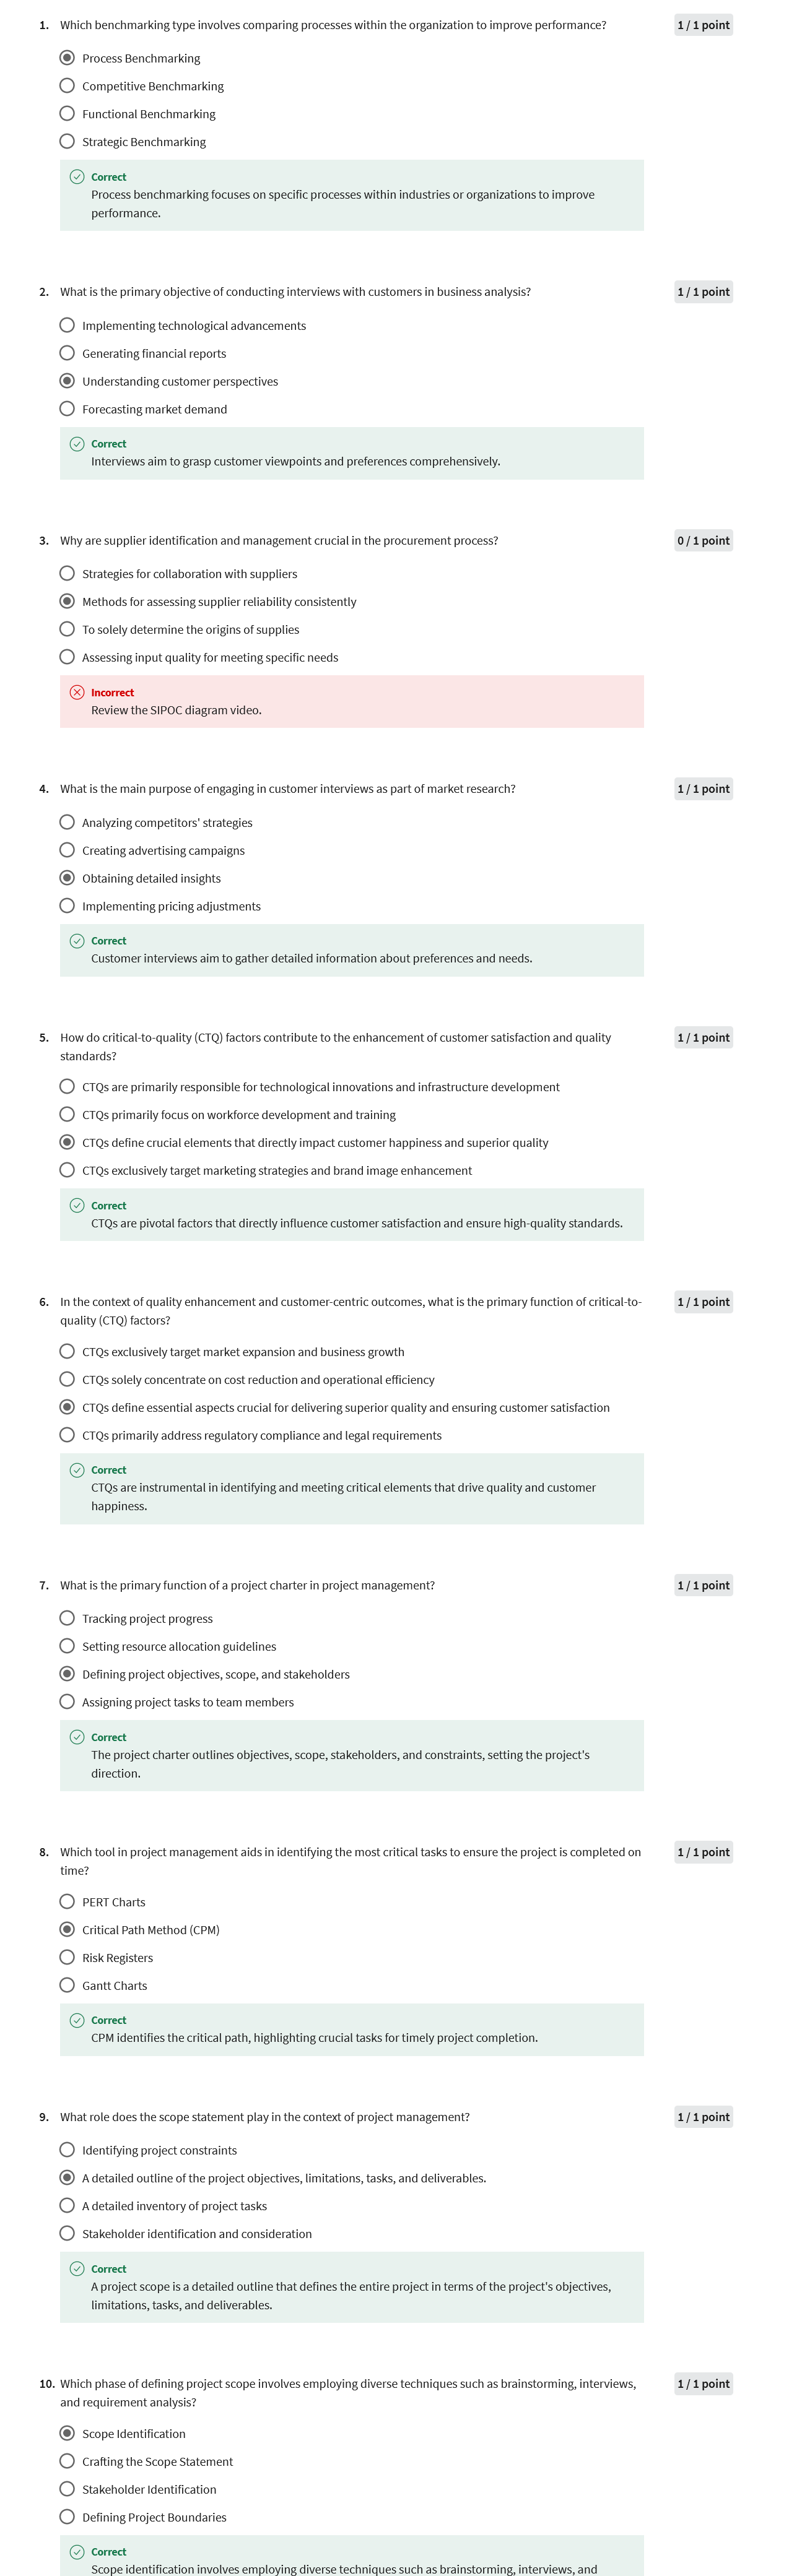 1. Which benchmarking type involves comparing processes within the organization to improve performance? 1 / 1 point
Process Benchmarking
Competitive Benchmarking
Functional Benchmarking
Strategic Benchmarking
Correct
Process benchmarking focuses on specific processes within industries or organizations to improve
performance.
2. What is the primary objective of conducting interviews with customers in business analysis? 1 / 1 point
Implementing technological advancements
Generating financial reports
Understanding customer perspectives
Forecasting market demand
Correct
Interviews aim to grasp customer viewpoints and preferences comprehensively.
3. Why are supplier identification and management crucial in the procurement process? 0 / 1 point
Strategies for collaboration with suppliers
Methods for assessing supplier reliability consistently
To solely determine the origins of supplies
Assessing input quality for meeting specific needs
Incorrect
Review the SIPOC diagram video.
4. What is the main purpose of engaging in customer interviews as part of market research? 1 / 1 point
Analyzing competitors' strategies
Creating advertising campaigns
Obtaining detailed insights
Implementing pricing adjustments
Correct
Customer interviews aim to gather detailed information about preferences and needs.
5. How do critical-to-quality (CTQ) factors contribute to the enhancement of customer satisfaction and quality 1 / 1 point
standards?
CTQs are primarily responsible for technological innovations and infrastructure development
CTQs primarily focus on workforce development and training
CTQs define crucial elements that directly impact customer happiness and superior quality
CTQs exclusively target marketing strategies and brand image enhancement
Correct
CTQs are pivotal factors that directly influence customer satisfaction and ensure high-quality standards.
6. In the context of quality enhancement and customer-centric outcomes, what is the primary function of critical-to- 1 / 1 point
quality (CTQ) factors?
CTQs exclusively target market expansion and business growth
CTQs solely concentrate on cost reduction and operational efficiency
CTQs define essential aspects crucial for delivering superior quality and ensuring customer satisfaction
CTQs primarily address regulatory compliance and legal requirements
Correct
CTQs are instrumental in identifying and meeting critical elements that drive quality and customer
happiness.
7. What is the primary function of a project charter in project management? 1 / 1 point
Tracking project progress
Setting resource allocation guidelines
Defining project objectives, scope, and stakeholders
Assigning project tasks to team members
Correct
The project charter outlines objectives, scope, stakeholders, and constraints, setting the project's
direction.
8. Which tool in project management aids in identifying the most critical tasks to ensure the project is completed on 1 / 1 point
time?
PERT Charts
Critical Path Method (CPM)
Risk Registers
Gantt Charts
Correct
CPM identifies the critical path, highlighting crucial tasks for timely project completion.
9. What role does the scope statement play in the context of project management? 1 / 1 point
Identifying project constraints
A detailed outline of the project objectives, limitations, tasks, and deliverables.
A detailed inventory of project tasks
Stakeholder identification and consideration
Correct
A project scope is a detailed outline that defines the entire project in terms of the project's objectives,
limitations, tasks, and deliverables.
10. Which phase of defining project scope involves employing diverse techniques such as brainstorming, interviews, 1 / 1 point
and requirement analysis?
Scope Identification
Crafting the Scope Statement
Stakeholder Identification
Defining Project Boundaries
Correct
Scope identification involves employing diverse techniques such as brainstorming, interviews, and